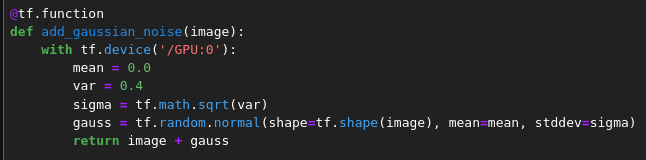 @tf.function
def add_gaussian_noise(image):
    with tf.device('/GPU:0'):
        mean = 0.0
        var = 0.4
        sigma = tf.math.sqrt(var)
        gauss = tf.random.normal(shape=tf.shape(image), mean=mean, stddev=sigma)
        return image + gauss